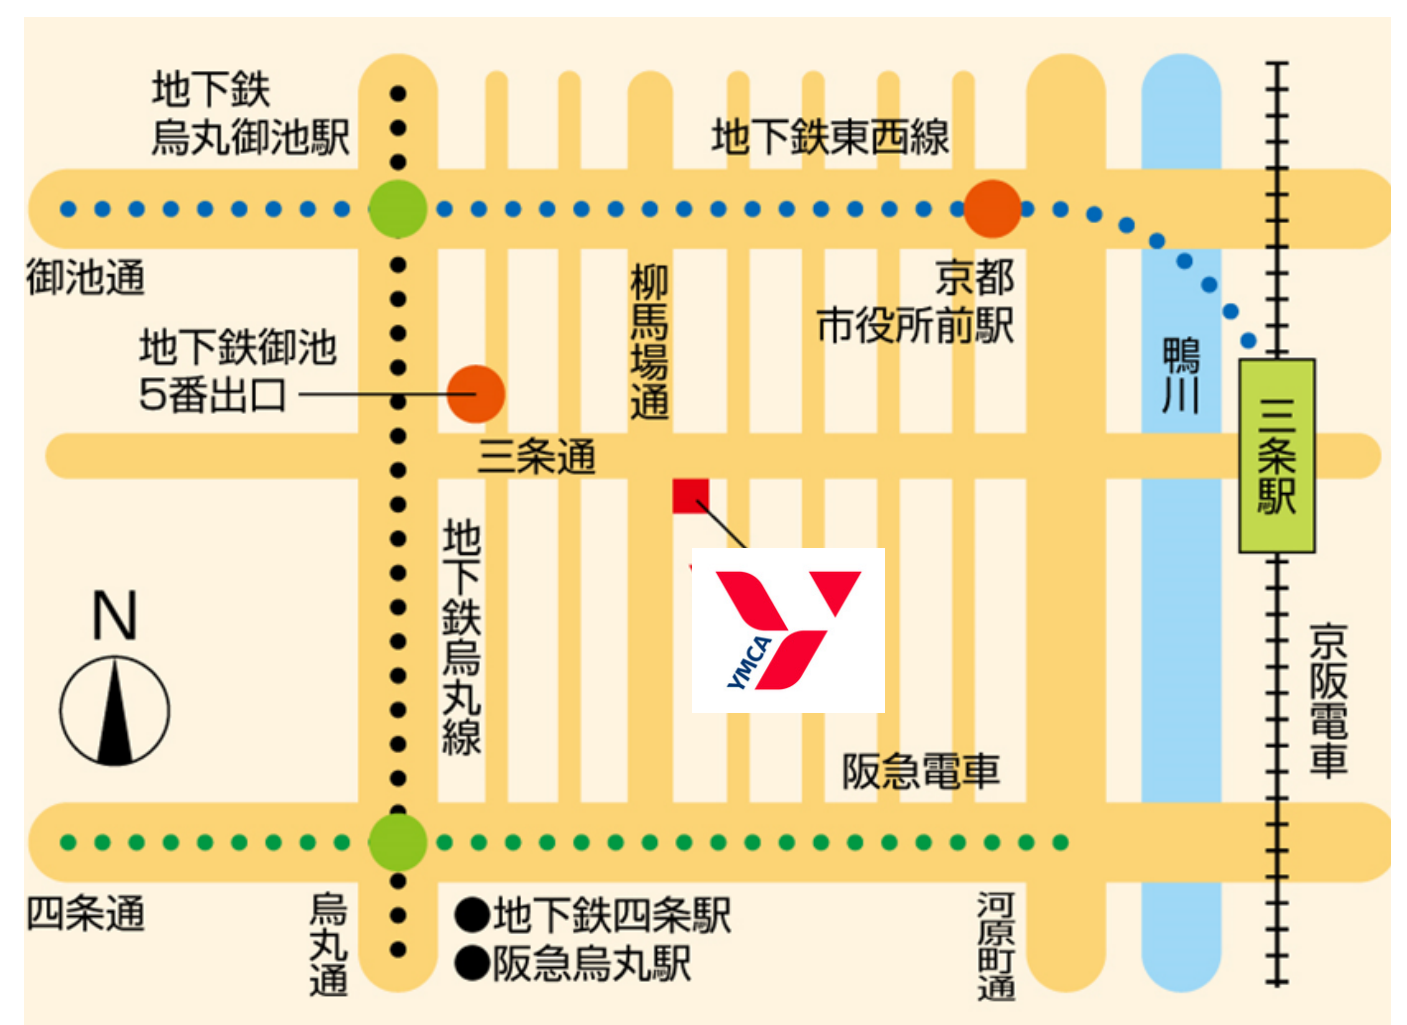 地下鉄
烏丸御池駅
地下鉄東西線
御池通
柳馬場通
京都
市役所前駅
地下鉄御池
5番出口
鴨川
三条通
三条駅
地下鉄烏丸線
N
YMCA
京阪電車
阪急電車
四条通
烏丸通
●地下鉄四条駅
●阪急烏丸駅
河原町通